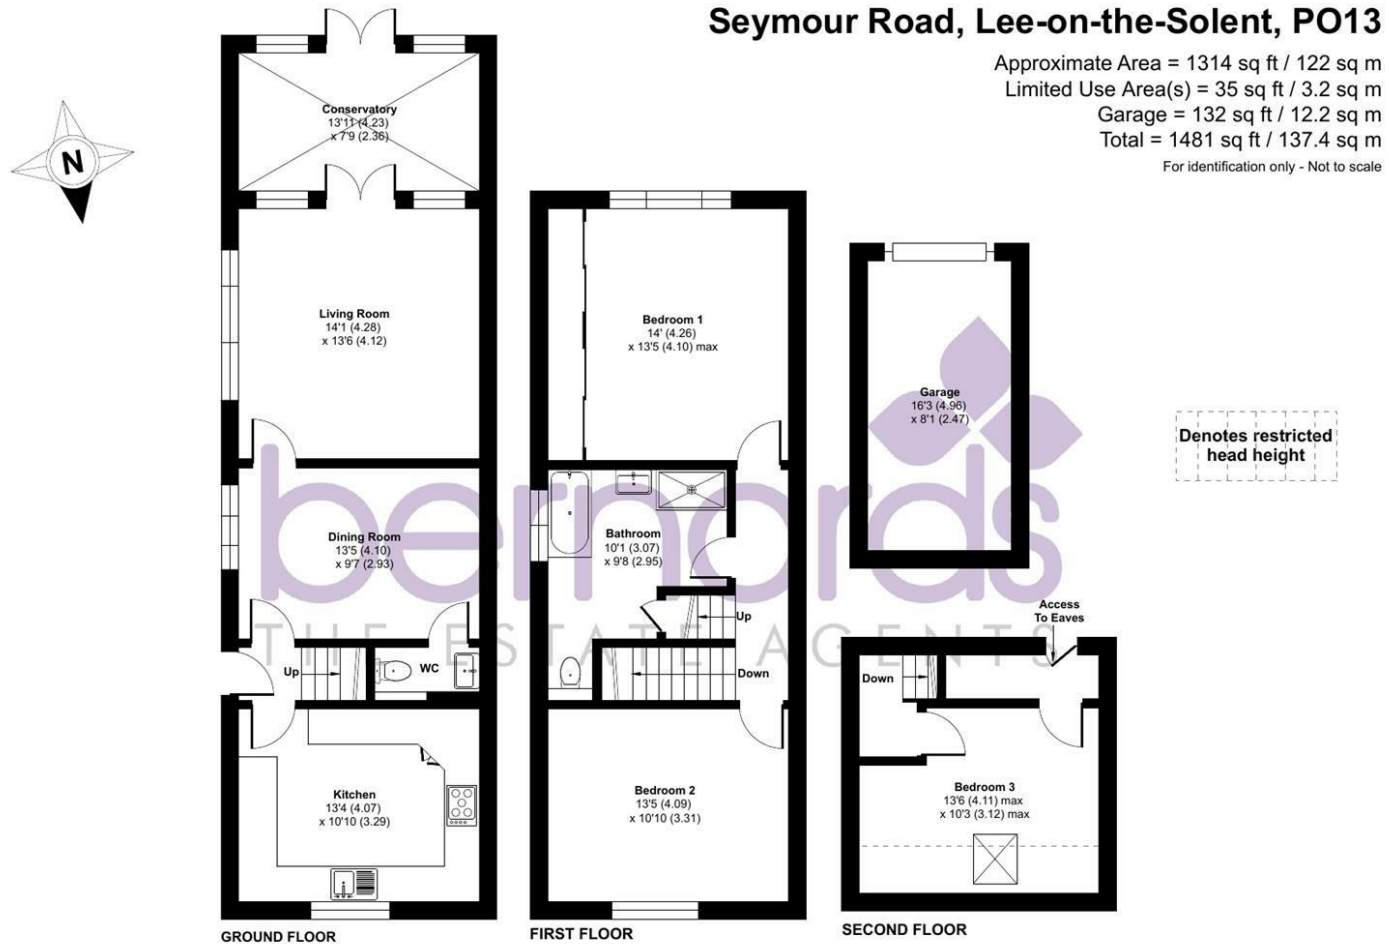 Seymour Road, Lee-on-the-Solent, PO13
Approximate Area = 1314 sq ft / 122 sq m
Limited Use Area(s) = 35 sq ft / 3.2 sq m
Garage = 132 sq ft / 12.2 sq m
Total = 1481 sq ft / 137.4 sq m
For identification only - Not to scale
N
Conservatory
13'11 (4.23)
x 7'9 (2.36)
Living Room
14'1 (4.28)
x 13'6 (4.12)
Dining Room
13'5 (4.10)
x 9'7 (2.93)
Up
WC
Kitchen
13'4 (4.07)
x 10'10 (3.29)
GROUND FLOOR
Bedroom 1
14' (4.26)
x 13'5 (4.10) max
Bathroom
10'1 (3.07)
x 9'8 (2.95)
Up
Down
Bedroom 2
13'5 (4.09)
x 10'10 (3.31)
FIRST FLOOR
Garage
16'3 (4.96)
x 8'1 (2.47)
Denotes restricted
head height
Access
To Eaves
Down
Bedroom 3
13'6 (4.11) max
x 10'3 (3.12) max
SECOND FLOOR
bernards
THE ESTATE AGENTS